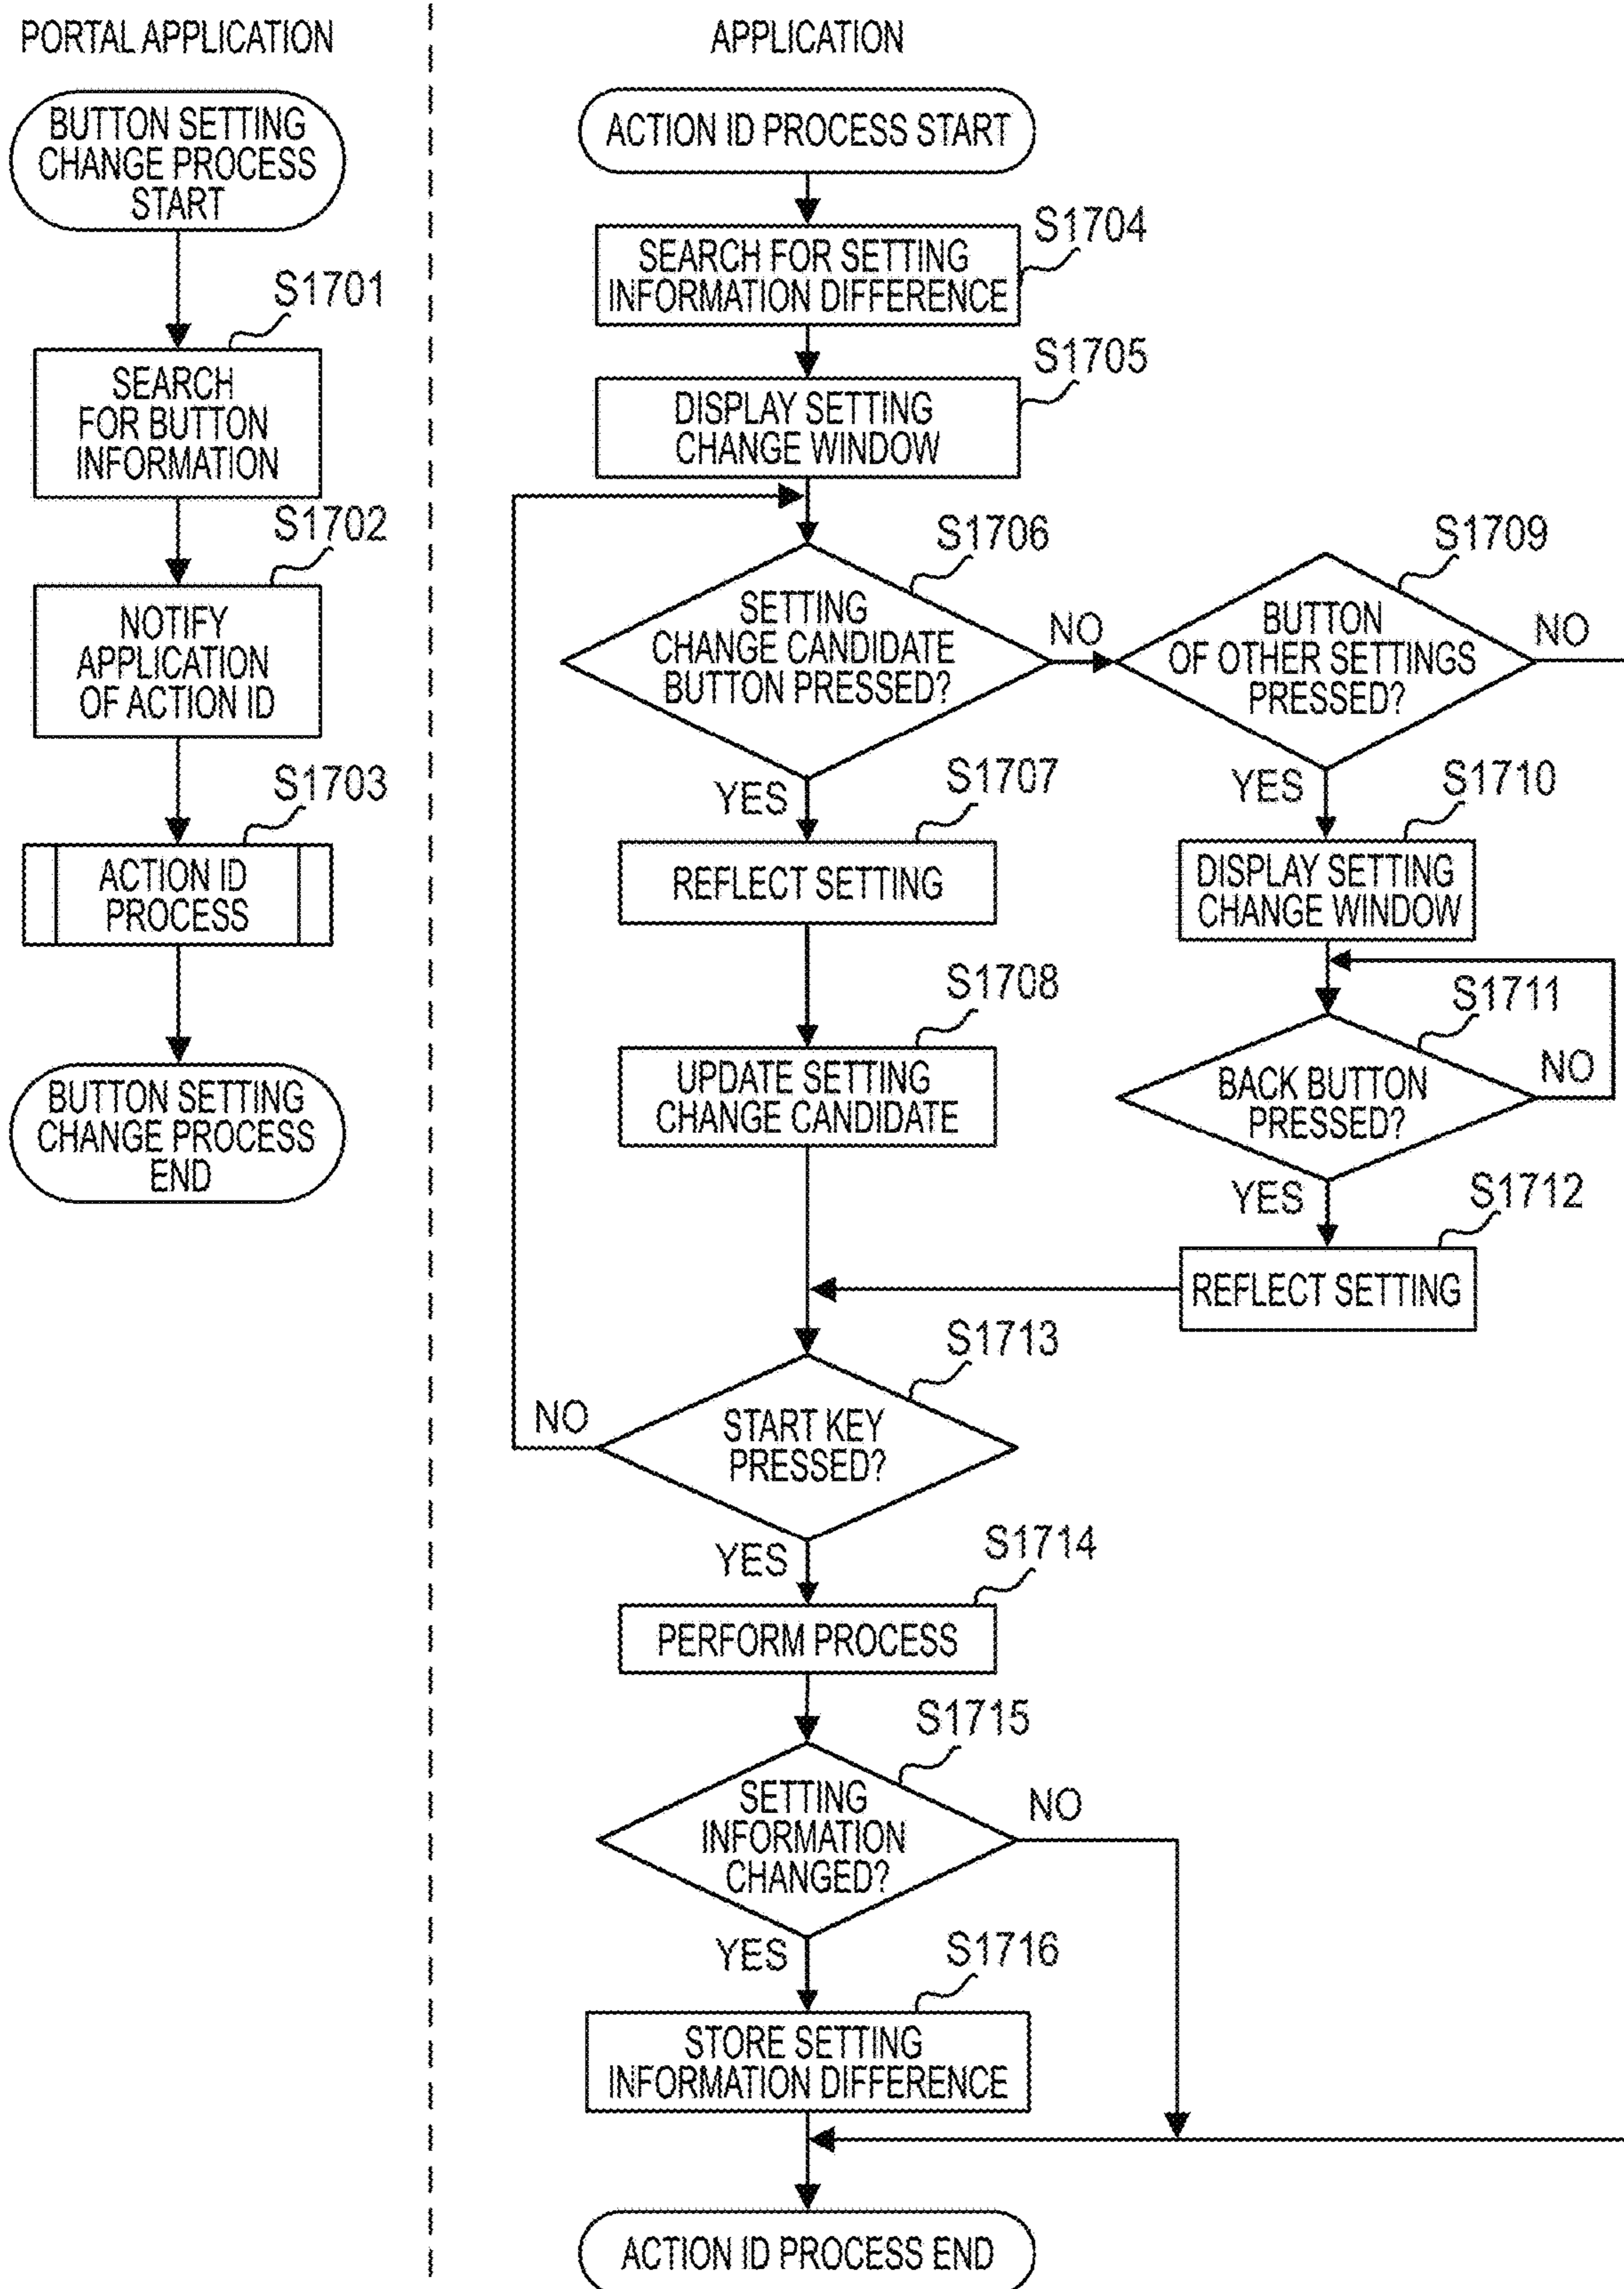 PORTAL APPLICATION
BUTTON SETTING
CHANGE PROCESS
START
S1701
SEARCH
FOR BUTTON
INFORMATION
S1702
NOTIFY
APPLICATION
OF ACTION ID
S1703
ACTION ID
PROCESS
BUTTON SETTING
CHANGE PROCESS
END
APPLICATION
ACTION ID PROCESS START
S1704
SEARCH FOR SETTING
INFORMATION DIFFERENCE
S1705
DISPLAY SETTING
CHANGE WINDOW
S1706
SETTING
CHANGE CANDIDATE
BUTTON PRESSED?
NO
YES
S1707
REFLECT SETTING
S1708
UPDATE SETTING
CHANGE CANDIDATE
S1709
BUTTON
OF OTHER SETTINGS
PRESSED?
NO
YES
S1710
DISPLAY SETTING
CHANGE WINDOW
S1711
BACK BUTTON
PRESSED?
NO
YES
S1712
REFLECT SETTING
S1713
START KEY
PRESSED?
NO
YES
S1714
PERFORM PROCESS
S1715
SETTING
INFORMATION
CHANGED?
NO
YES
S1716
STORE SETTING
INFORMATION DIFFERENCE
ACTION ID PROCESS END